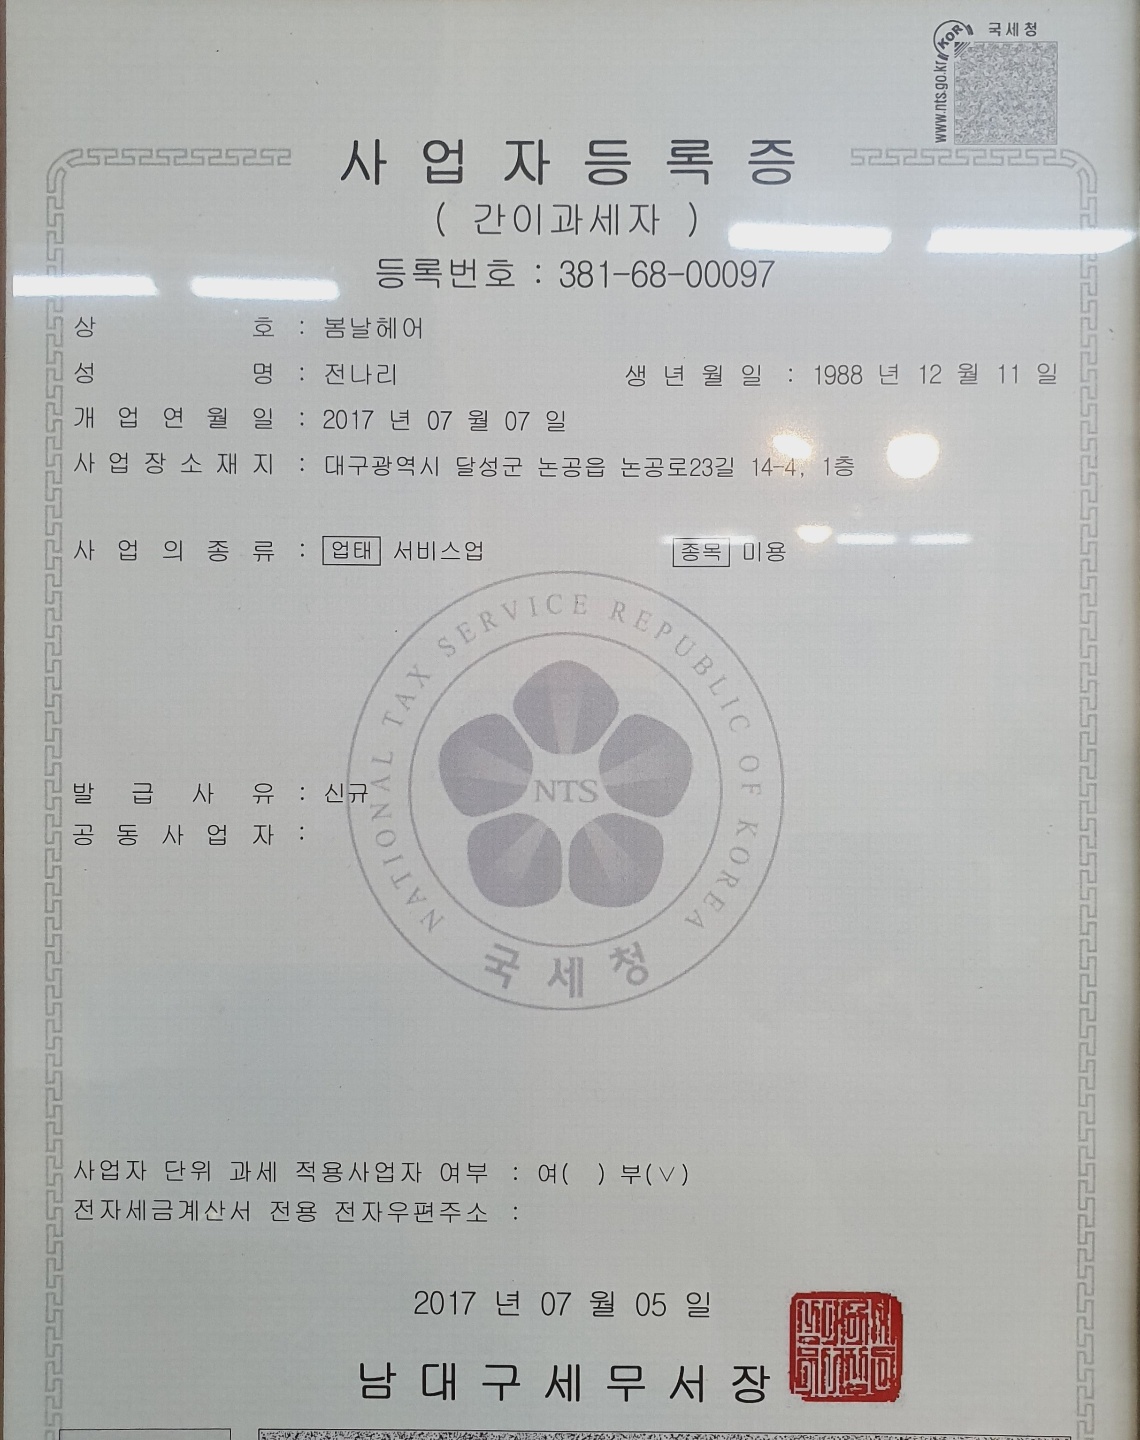 국세청
KOR
www.nts.go.kr
사업자등록증
( 간이과세자 )
등록번호 : 381-68-00097
상 호 : 봄날헤어
성 명 : 전나리 생 년 월 일 : 1988 년 12 월 11 일
개 업 연 월 일 : 2017 년 07 월 07 일
사 업 장 소 재 지 : 대구광역시 달성군 논공읍 논공로23길 14-4, 1층
사 업 의 종 류 : 업태 서비스업 종목 미용
NATIONAL TAX SERVICE REPUBLIC OF KOREA
NTS
국세청
발 급 사 유 : 신규
공 동 사 업 자 :
사업자 단위 과세 적용사업자 여부 : 여( ) 부(∨)
전자세금계산서 전용 전자우편주소 :
2017 년 07 월 05 일
남대구세무서장